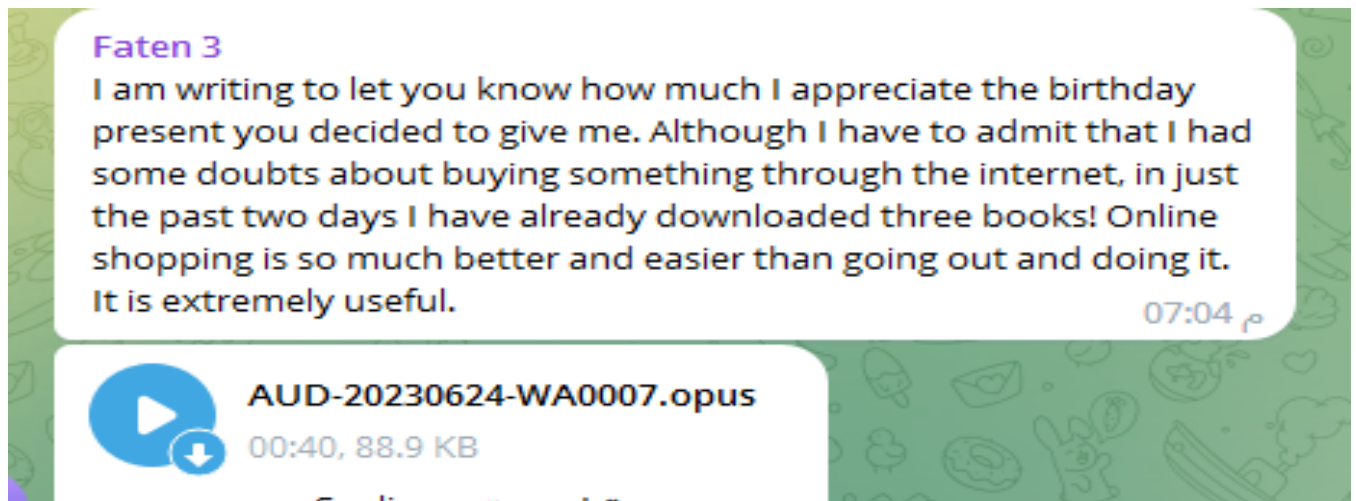 Faten 3
I am writing to let you know how much I appreciate the birthday
present you decided to give me. Although I have to admit that I had
some doubts about buying something through the internet, in just
the past two days I have already downloaded three books! Online
shopping is so much better and easier than going out and doing it.
It is extremely useful.
07:04 م
AUD-20230624-WA0007.opus
00:40, 88.9 KB